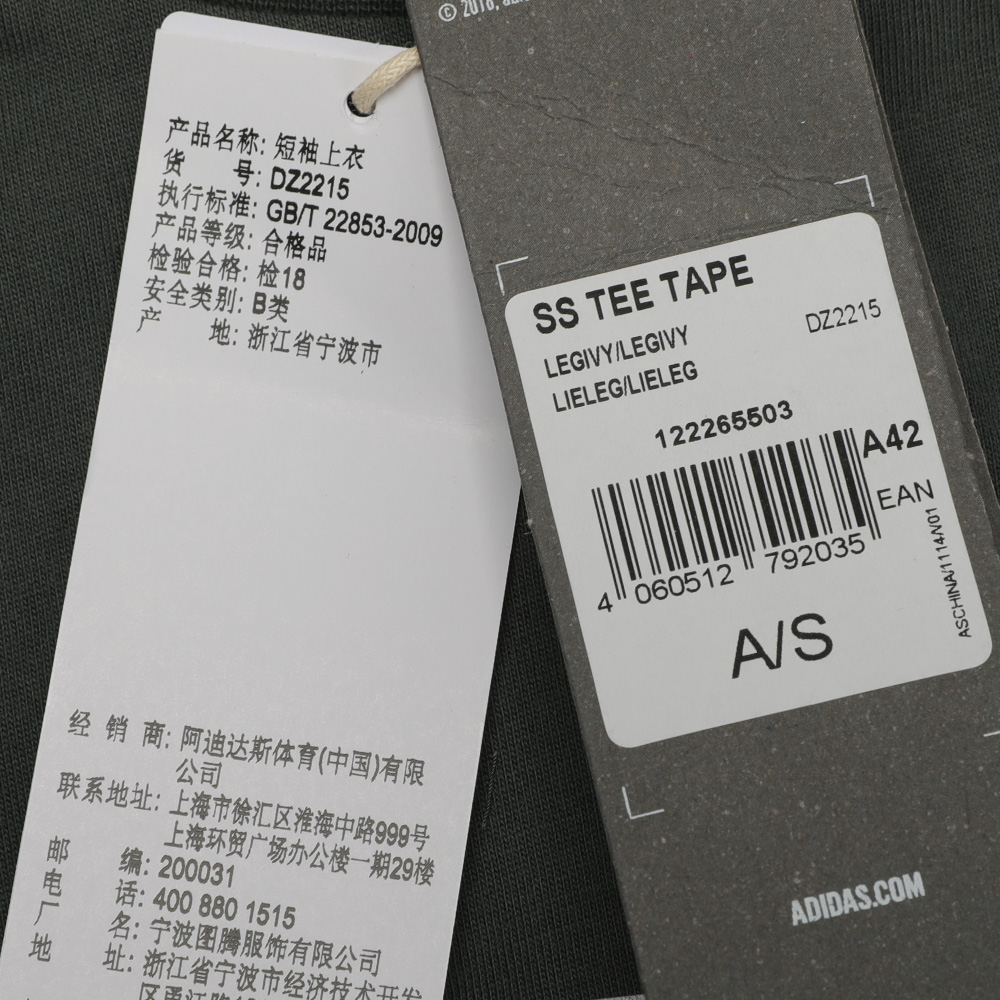 产品名称: 短袖上衣
货 号: DZ2215
执行标准: GB/T 22853-2009
产品等级: 合格品
检验合格: 检18
安全类别: B类
产 地: 浙江省宁波市
经 销 商: 阿迪达斯体育(中国)有限
公司
联系地址: 上海市徐汇区淮海中路999号
上海环贸广场办公楼一期29楼
邮 编: 200031
电 话: 400 880 1515
厂 名: 宁波图腾服饰有限公司
地 址: 浙江省宁波市经济技术开发
© 2018,
SS TEE TAPE
LEGIVY/LEGIVY
DZ2215
LIELEG/LIELEG
122265503
A42
EAN
4 060512 792035
ASCHINA/1114/V01
A/S
ADIDAS.COM